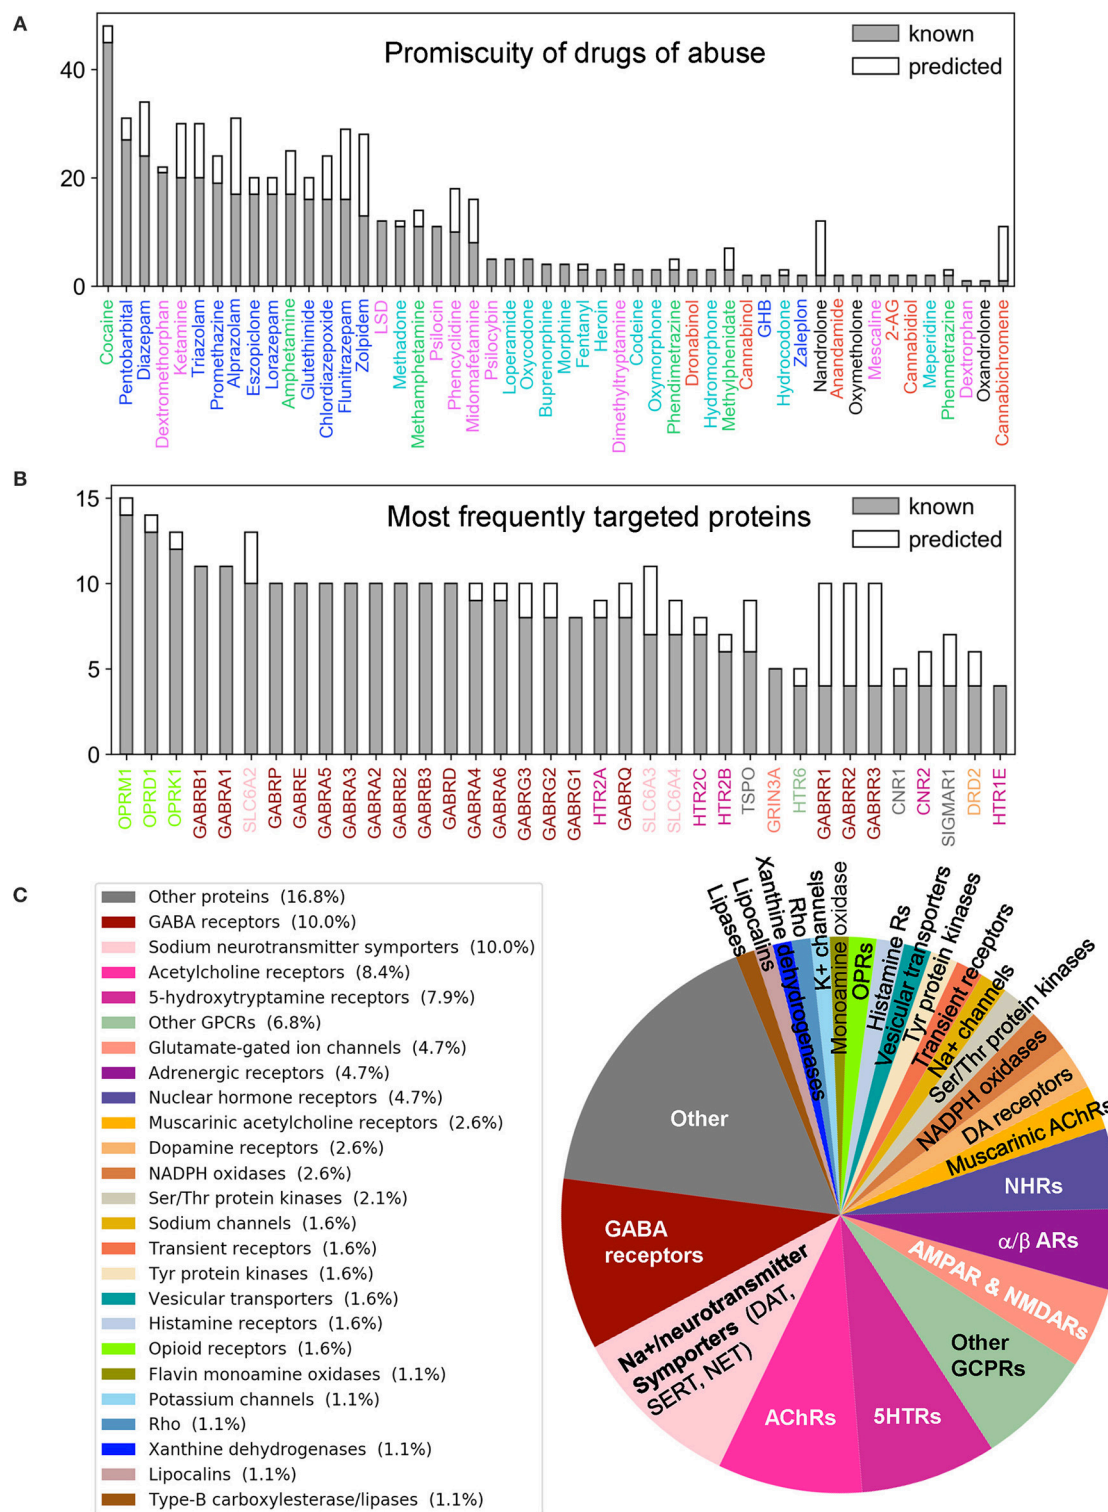 A
Promiscuity of drugs of abuse
known
predicted
40
20
0
Cocaine
Pentobarbital
Diazepam
Dextromethorphan
Ketamine
Triazolam
Promethazine
Alprazolam
Eszopiclone
Lorazepam
Amphetamine
Glutethimide
Chlordiazepoxide
Flunitrazepam
Zolpidem
LSD
Methadone
Methamphetamine
Psilocin
Phencyclidine
Midomafetamine
Psilocybin
Loperamide
Oxycodone
Buprenorphine
Morphine
Fentanyl
Heroin
Dimethyltryptamine
Codeine
Oxymorphone
Phendimetrazine
Dronabinol
Hydromorphone
Methylphenidate
Cannabinol
GHB
Hydrocodone
Zaleplon
Nandrolone
Anandamide
Oxymetholone
Mescaline
2-AG
Cannabidiol
Meperidine
Phenmetrazine
Dextrorphan
Oxandrolone
Cannabichromene
B
Most frequently targeted proteins
known
predicted
15
10
5
0
OPRM1
OPRD1
OPRK1
GABRB1
GABRA1
SLC6A2
GABRP
GABRE
GABRA5
GABRA3
GABRA2
GABRB2
GABRB3
GABRD
GABRA4
GABRA6
GABRG3
GABRG2
GABRG1
HTR2A
GABRQ
SLC6A3
SLC6A4
HTR2C
HTR2B
TSPO
GRIN3A
HTR6
GABRR1
GABRR2
GABRR3
CNR1
CNR2
SIGMAR1
DRD2
HTR1E
C
Other proteins (16.8%)
GABA receptors (10.0%)
Sodium neurotransmitter symporters (10.0%)
Acetylcholine receptors (8.4%)
5-hydroxytryptamine receptors (7.9%)
Other GPCRs (6.8%)
Glutamate-gated ion channels (4.7%)
Adrenergic receptors (4.7%)
Nuclear hormone receptors (4.7%)
Muscarinic acetylcholine receptors (2.6%)
Dopamine receptors (2.6%)
NADPH oxidases (2.6%)
Ser/Thr protein kinases (2.1%)
Sodium channels (1.6%)
Transient receptors (1.6%)
Tyr protein kinases (1.6%)
Vesicular transporters (1.6%)
Histamine receptors (1.6%)
Opioid receptors (1.6%)
Flavin monoamine oxidases (1.1%)
Potassium channels (1.1%)
Rho (1.1%)
Xanthine dehydrogenases (1.1%)
Lipocalins (1.1%)
Type-B carboxylesterase/lipases (1.1%)
Lipases
Lipocalins
Xanthine dehydrogenases
Rho
K+ channels
Monoamine oxidase
OPRs
Histamine Rs
Vesicular transporters
Tyr protein kinases
Transient receptors
Na+ channels
Ser/Thr protein kinases
NADPH oxidases
DA receptors
Muscarinic AChRs
NHRs
α/β ARs
AMPAR & NMDARs
Other
GCPRs
5HTRs
AChRs
Na+/neurotransmitter
Symporters (DAT,
SERT, NET)
GABA
receptors
Other